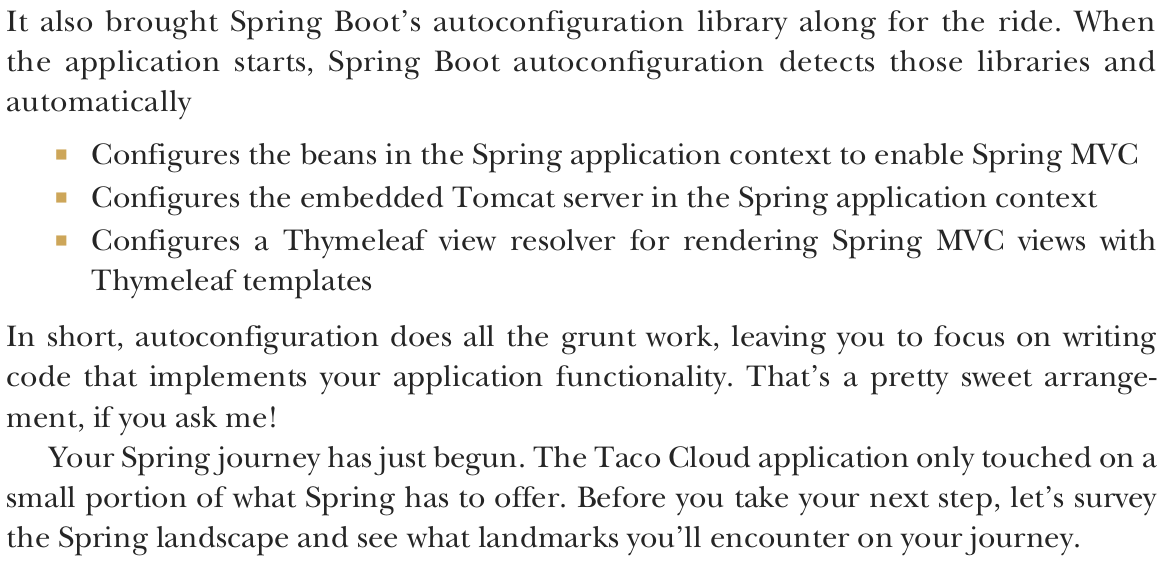 It also brought Spring Boot’s autoconfiguration library along for the ride. When
the application starts, Spring Boot autoconfiguration detects those libraries and
automatically
■ Configures the beans in the Spring application context to enable Spring MVC
■ Configures the embedded Tomcat server in the Spring application context
■ Configures a Thymeleaf view resolver for rendering Spring MVC views with
Thymeleaf templates
In short, autoconfiguration does all the grunt work, leaving you to focus on writing
code that implements your application functionality. That’s a pretty sweet arrange-
ment, if you ask me!
Your Spring journey has just begun. The Taco Cloud application only touched on a
small portion of what Spring has to offer. Before you take your next step, let’s survey
the Spring landscape and see what landmarks you’ll encounter on your journey.